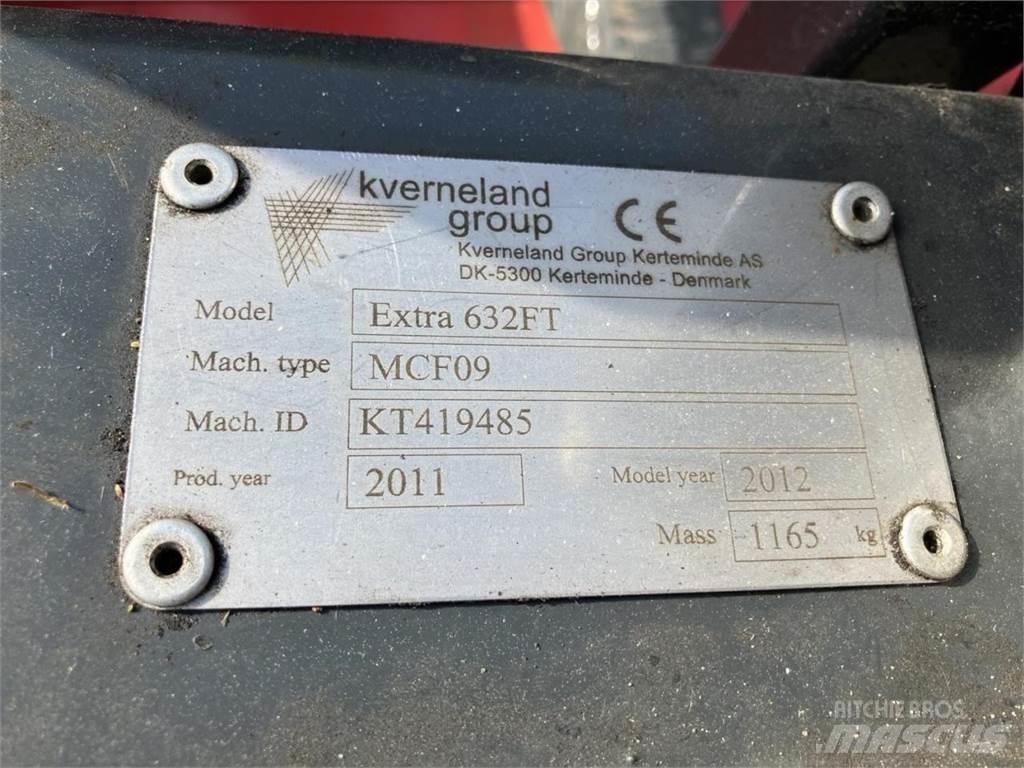 kverneland
group CE
Kverneland Group Kerteminde AS
DK-5300 Kerteminde - Denmark
Model Extra 632FT
Mach. type MCF09
Mach. ID KT419485
Prod. year 2011 Model year 2012
Mass 1165 kg
RITCHIE BROS.
MASCUS